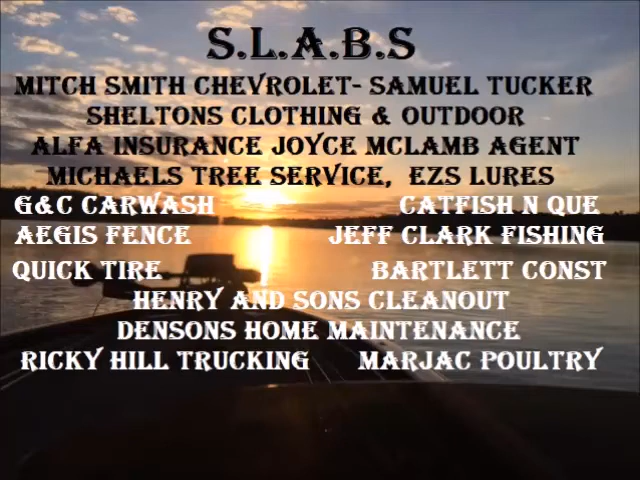 S.L.A.B.S
MITCH SMITH CHEVROLET- SAMUEL TUCKER
SHELTONS CLOTHING & OUTDOOR
ALFA INSURANCE JOYCE MCLAMB AGENT
MICHAELS TREE SERVICE, EZS LURES
G&C CARWASH CATFISH N QUE
AEGIS FENCE JEFF CLARK FISHING
QUICK TIRE BARTLETT CONST
HENRY AND SONS CLEANOUT
DENSONS HOME MAINTENANCE
RICKY HILL TRUCKING MARJAC POULTRY